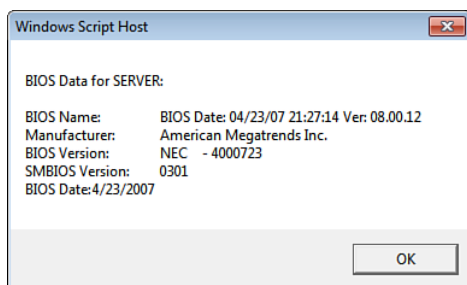 Windows Script Host
BIOS Data for SERVER:
BIOS Name: BIOS Date: 04/23/07 21:27:14 Ver: 08.00.12
Manufacturer: American Megatrends Inc.
BIOS Version: NEC - 4000723
SMBIOS Version: 0301
BIOS Date:4/23/2007
OK